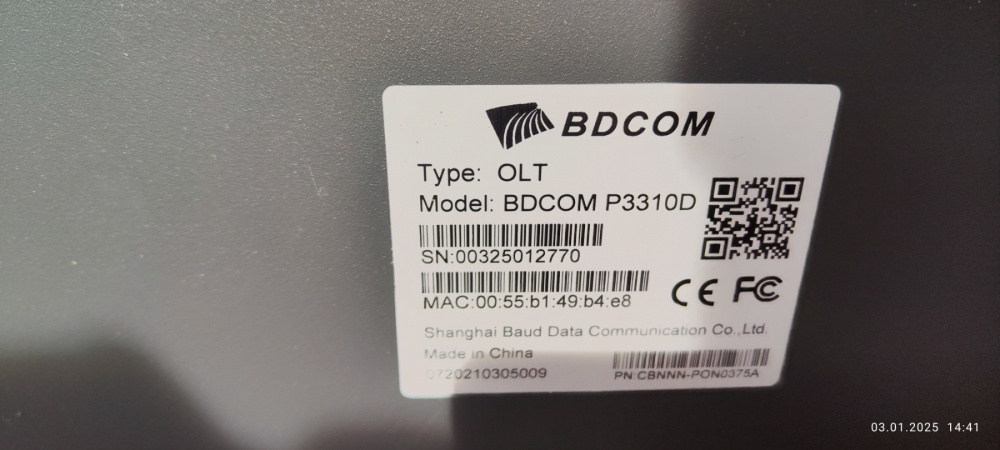 BDCOM
Type: OLT
Model: BDCOM P3310D
SN:00325012770
MAC:00:55:b1:49:b4:e8
CE FC
Shanghai Baud Data Communication Co.,Ltd.
Made in China
0720210305009
PN:CBNNN-PON0375A
03.01.2025 14:41